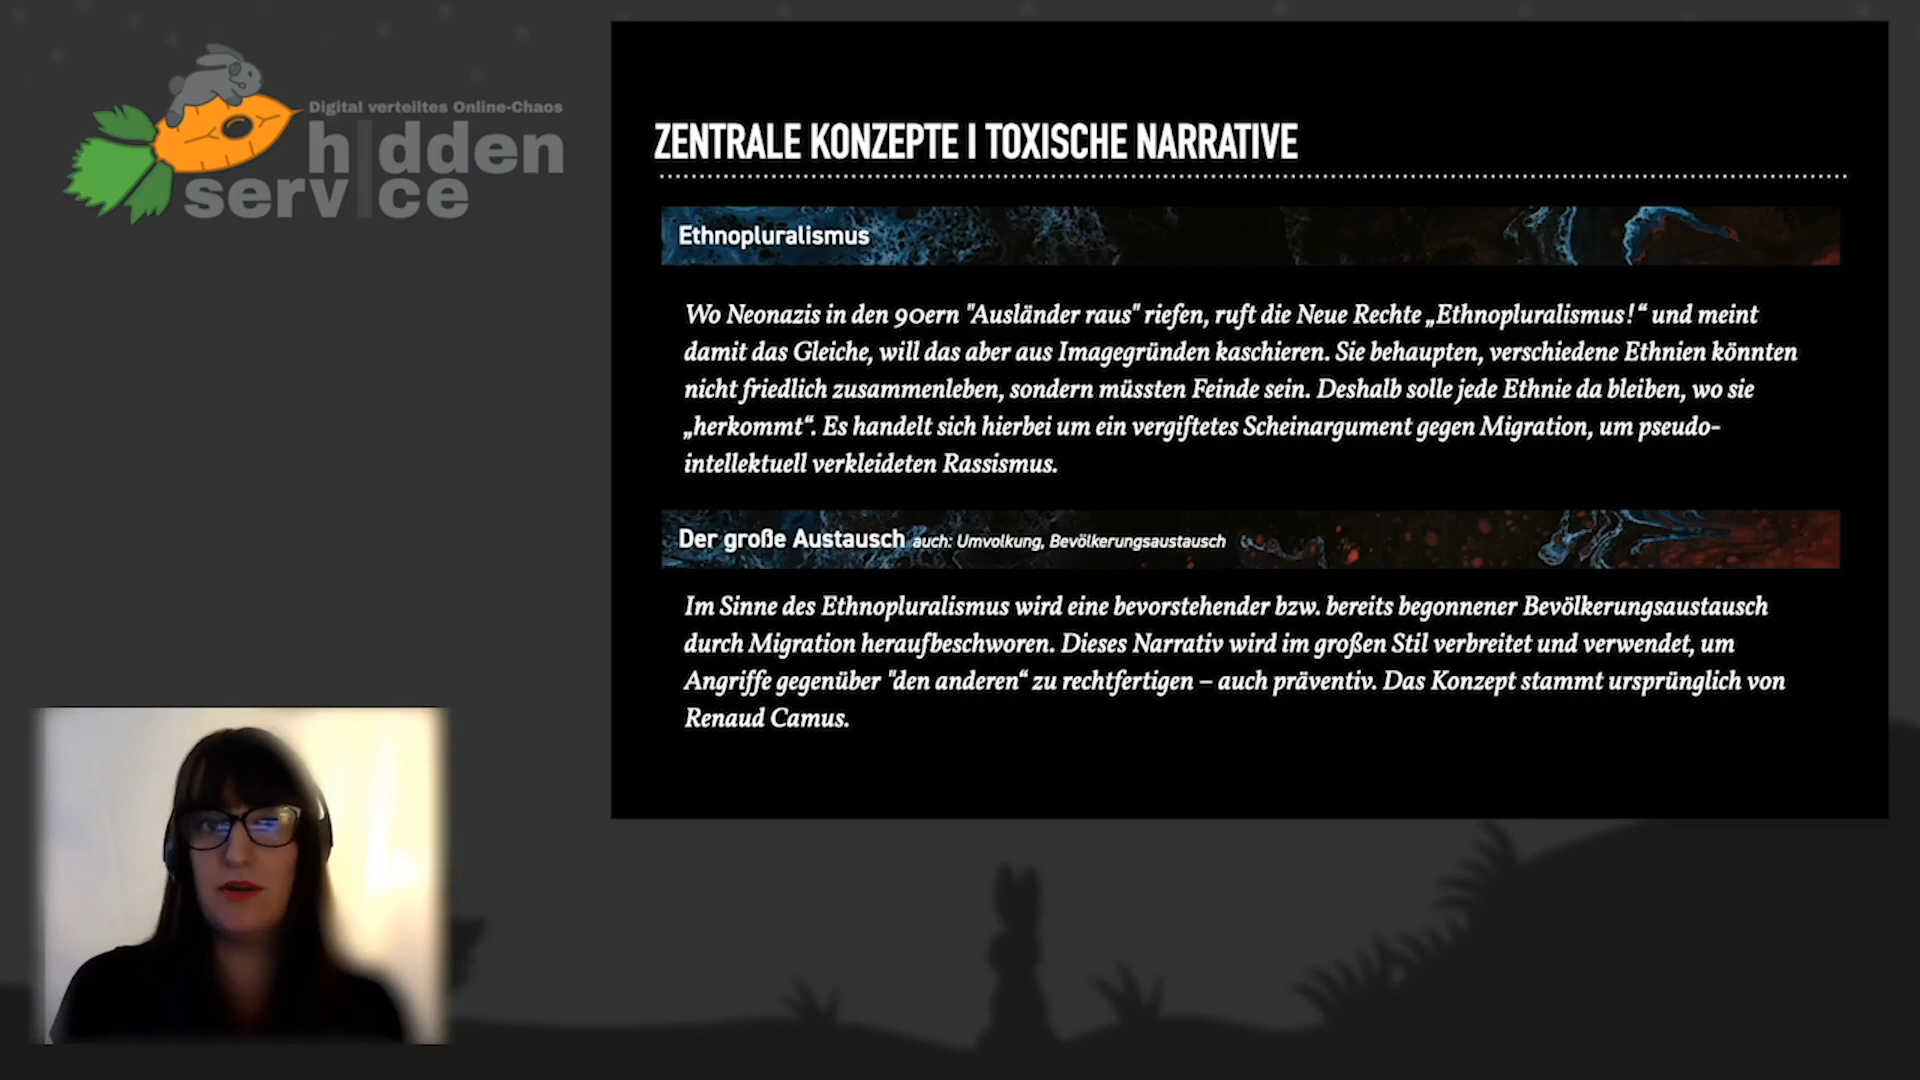 Digital verteiltes Online-Chaos
hidden
service
ZENTRALE KONZEPTE | TOXISCHE NARRATIVE
Ethnopluralismus
Wo Neonazis in den 90ern "Ausländer raus" riefen, ruft die Neue Rechte „Ethnopluralismus!“ und meint
damit das Gleiche, will das aber aus Imagegründen kaschieren. Sie behaupten, verschiedene Ethnien könnten
nicht friedlich zusammenleben, sondern müssten Feinde sein. Deshalb solle jede Ethnie da bleiben, wo sie
„herkommt“. Es handelt sich hierbei um ein vergiftetes Scheinargument gegen Migration, um pseudo-
intellektuell verkleideten Rassismus.
Der große Austausch auch: Umvolkung, Bevölkerungsaustausch
Im Sinne des Ethnopluralismus wird eine bevorstehender bzw. bereits begonnener Bevölkerungsaustausch
durch Migration heraufbeschworen. Dieses Narrativ wird im großen Stil verbreitet und verwendet, um
Angriffe gegenüber "den anderen“ zu rechtfertigen – auch präventiv. Das Konzept stammt ursprünglich von
Renaud Camus.